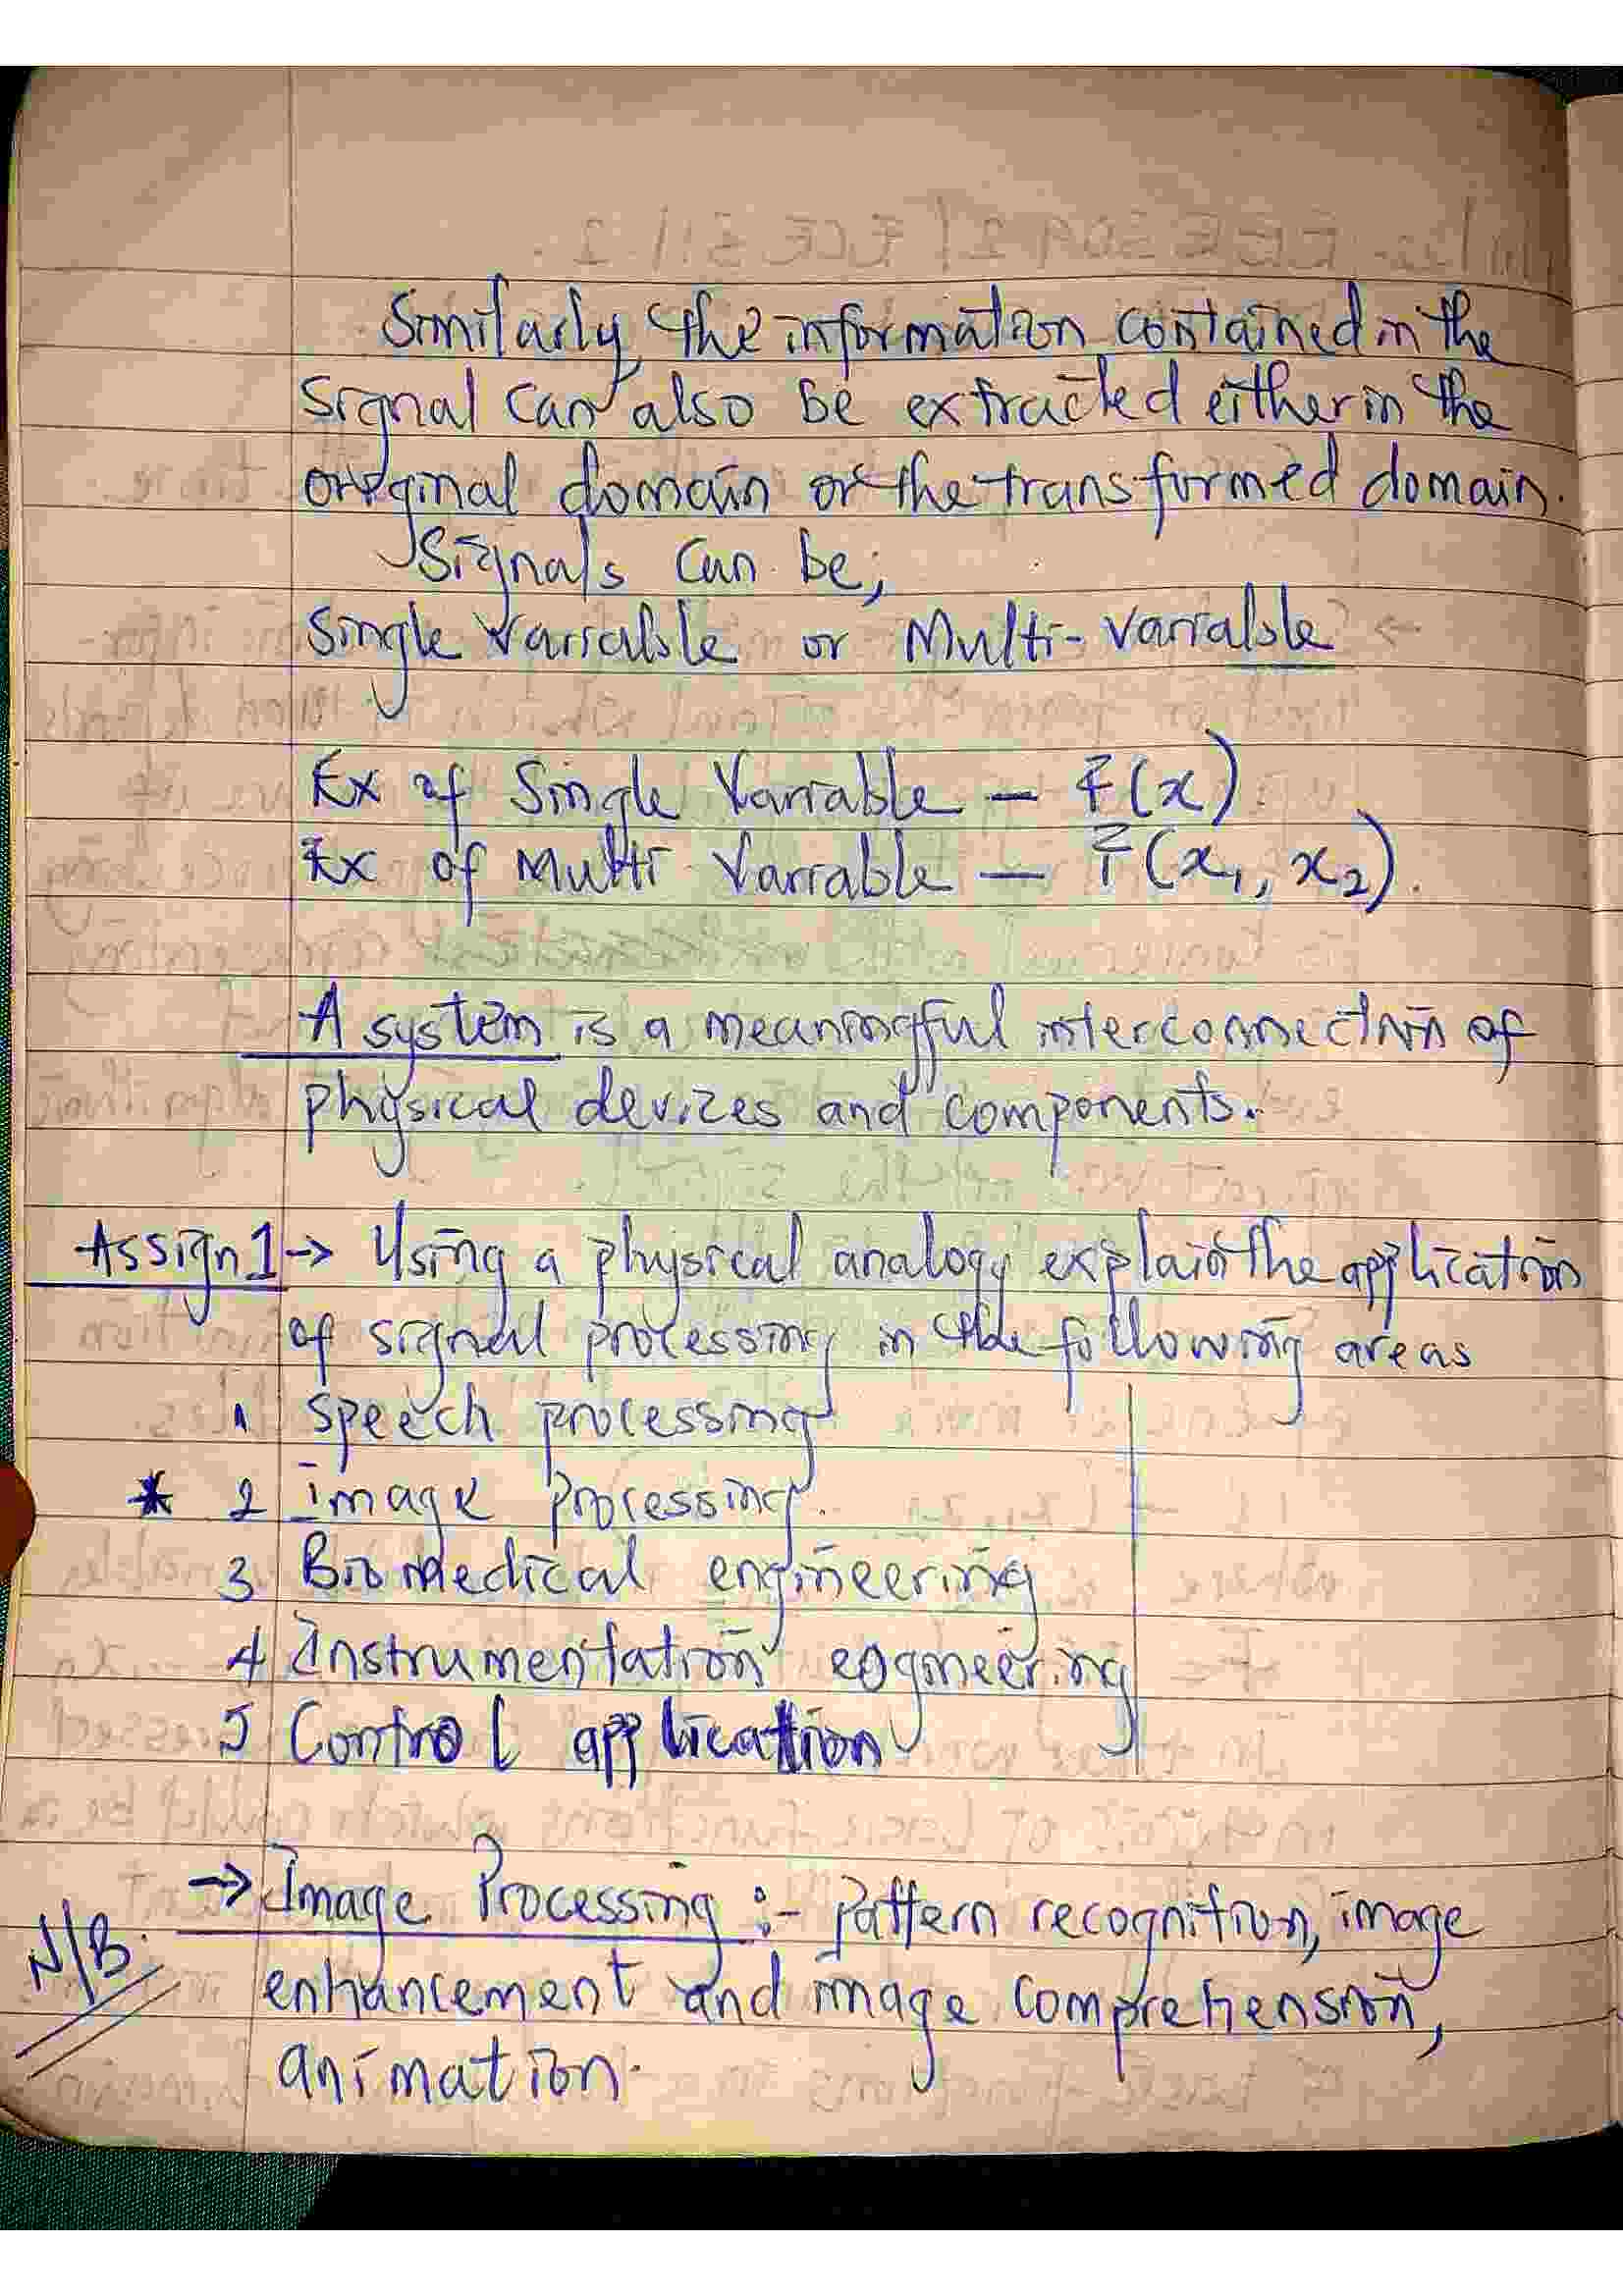 Similarly, the information contained in the
signal can also be extracted either in the
original domain or the transformed domain.
Signals can be;
Single variable or Multi-variable
Ex of Single Variable – F(x)
Ex of Multi Variable – F(x₁, x₂).
A system is a meaningful interconnection of
physical devices and components.
Assign 1 → Using a physical analogy explain the application
of signal processing in the following areas
1 Speech processing
* 2 image processing.
3 Biomedical engineering
4 Instrumentation engineering
5 Control application
→ Image Processing :- pattern recognition, image
N/B.
enhancement and image comprehension,
animation.